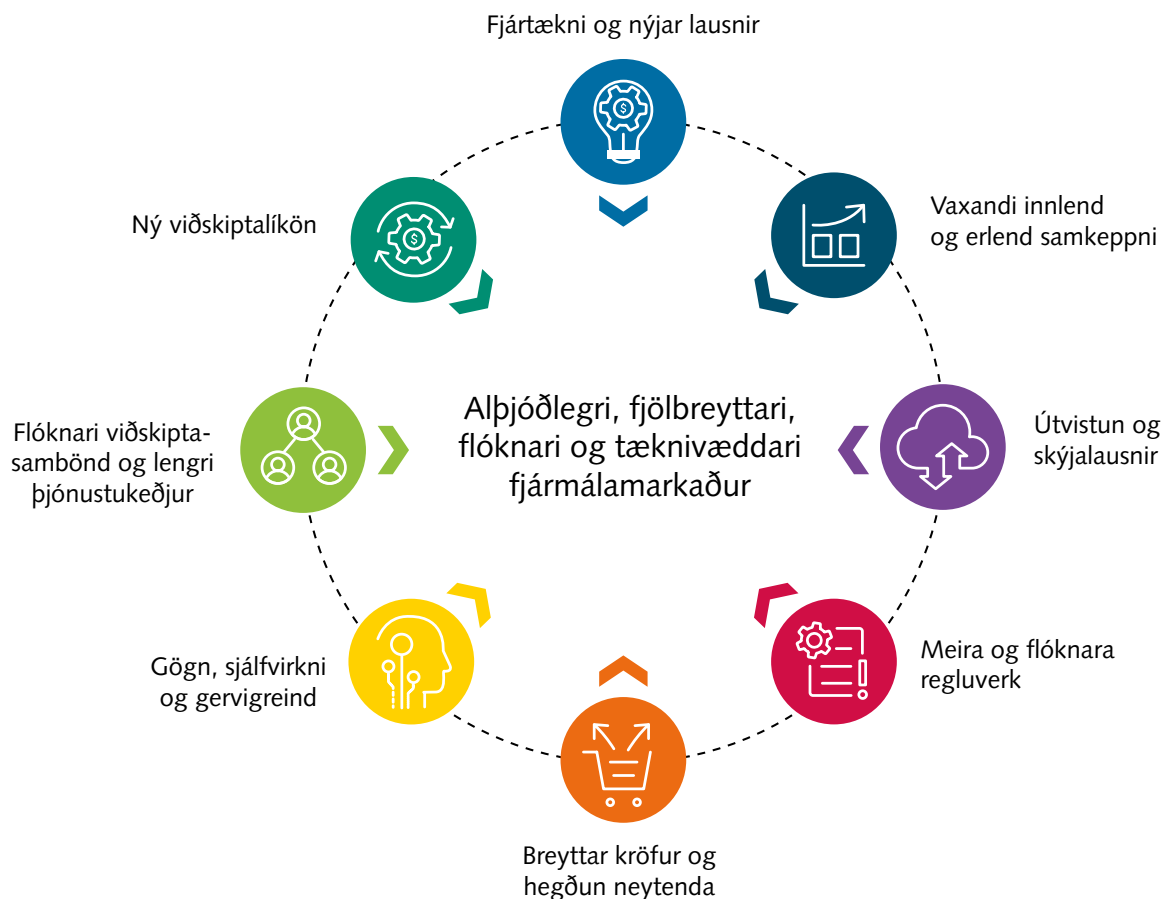 Fjártækni og nýjar lausnir
Vaxandi innlend
og erlend samkeppni
Ný viðskiptalíkön
Alþjóðlegri, fjölbreyttari,
flóknari og tæknivæddari
fjármálamarkaður
Flóknari viðskipta-
sambönd og lengri
þjónustukeðjur
Útvistun og
skýjalausnir
Gögn, sjálfvirkni
og gervigreind
Meira og flóknara
regluverk
Breyttar kröfur og
hegðun neytenda